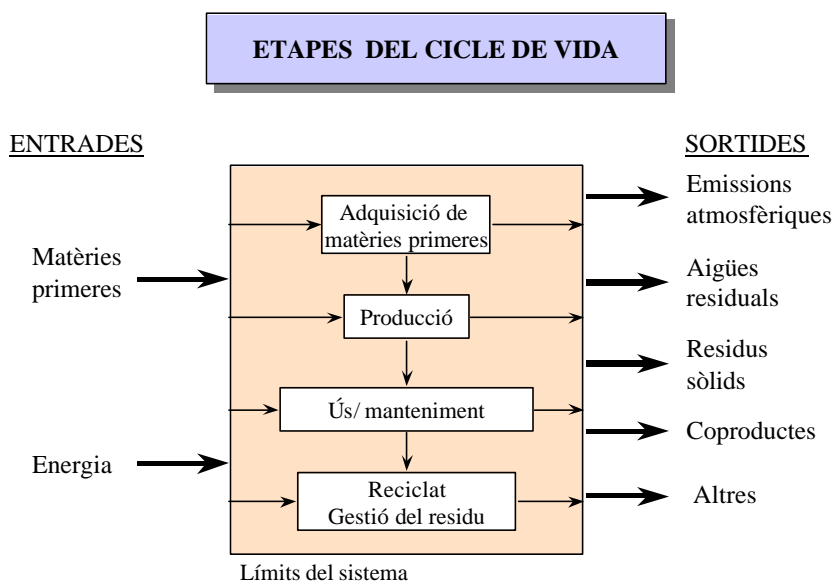 ETAPES DEL CICLE DE VIDA
ENTRADES
SORTIDES
Matèries
primeres
Energia
Adquisició de
matèries primeres
Producció
Ús/ manteniment
Reciclat
Gestió del residu
Límits del sistema
Emissions
atmosfèriques
Aigües
residuals
Residus
sòlids
Coproductes
Altres